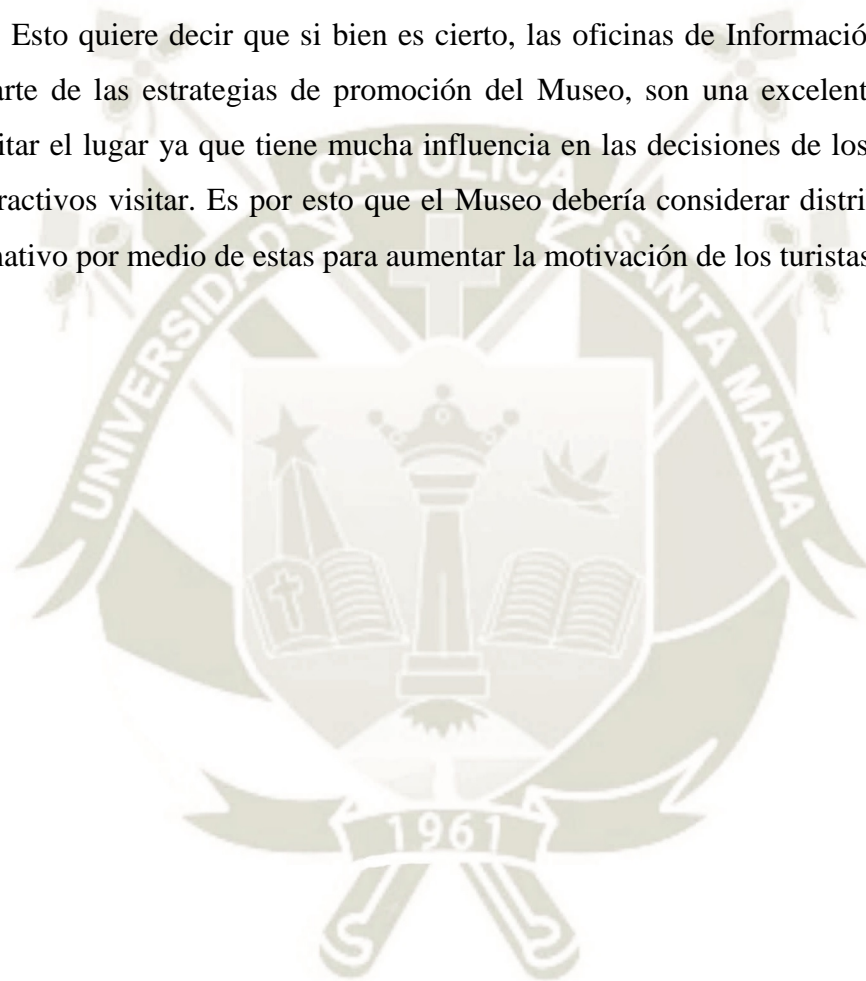 Esto quiere decir que si bien es cierto, las oficinas de Informació
arte de las estrategias de promoción del Museo, son una excelent
itar el lugar ya que tiene mucha influencia en las decisiones de los
ractivos visitar. Es por esto que el Museo debería considerar distri
nativo por medio de estas para aumentar la motivación de los turistas
UNIVERSIDAD CATOLICA SANTA MARIA
1961